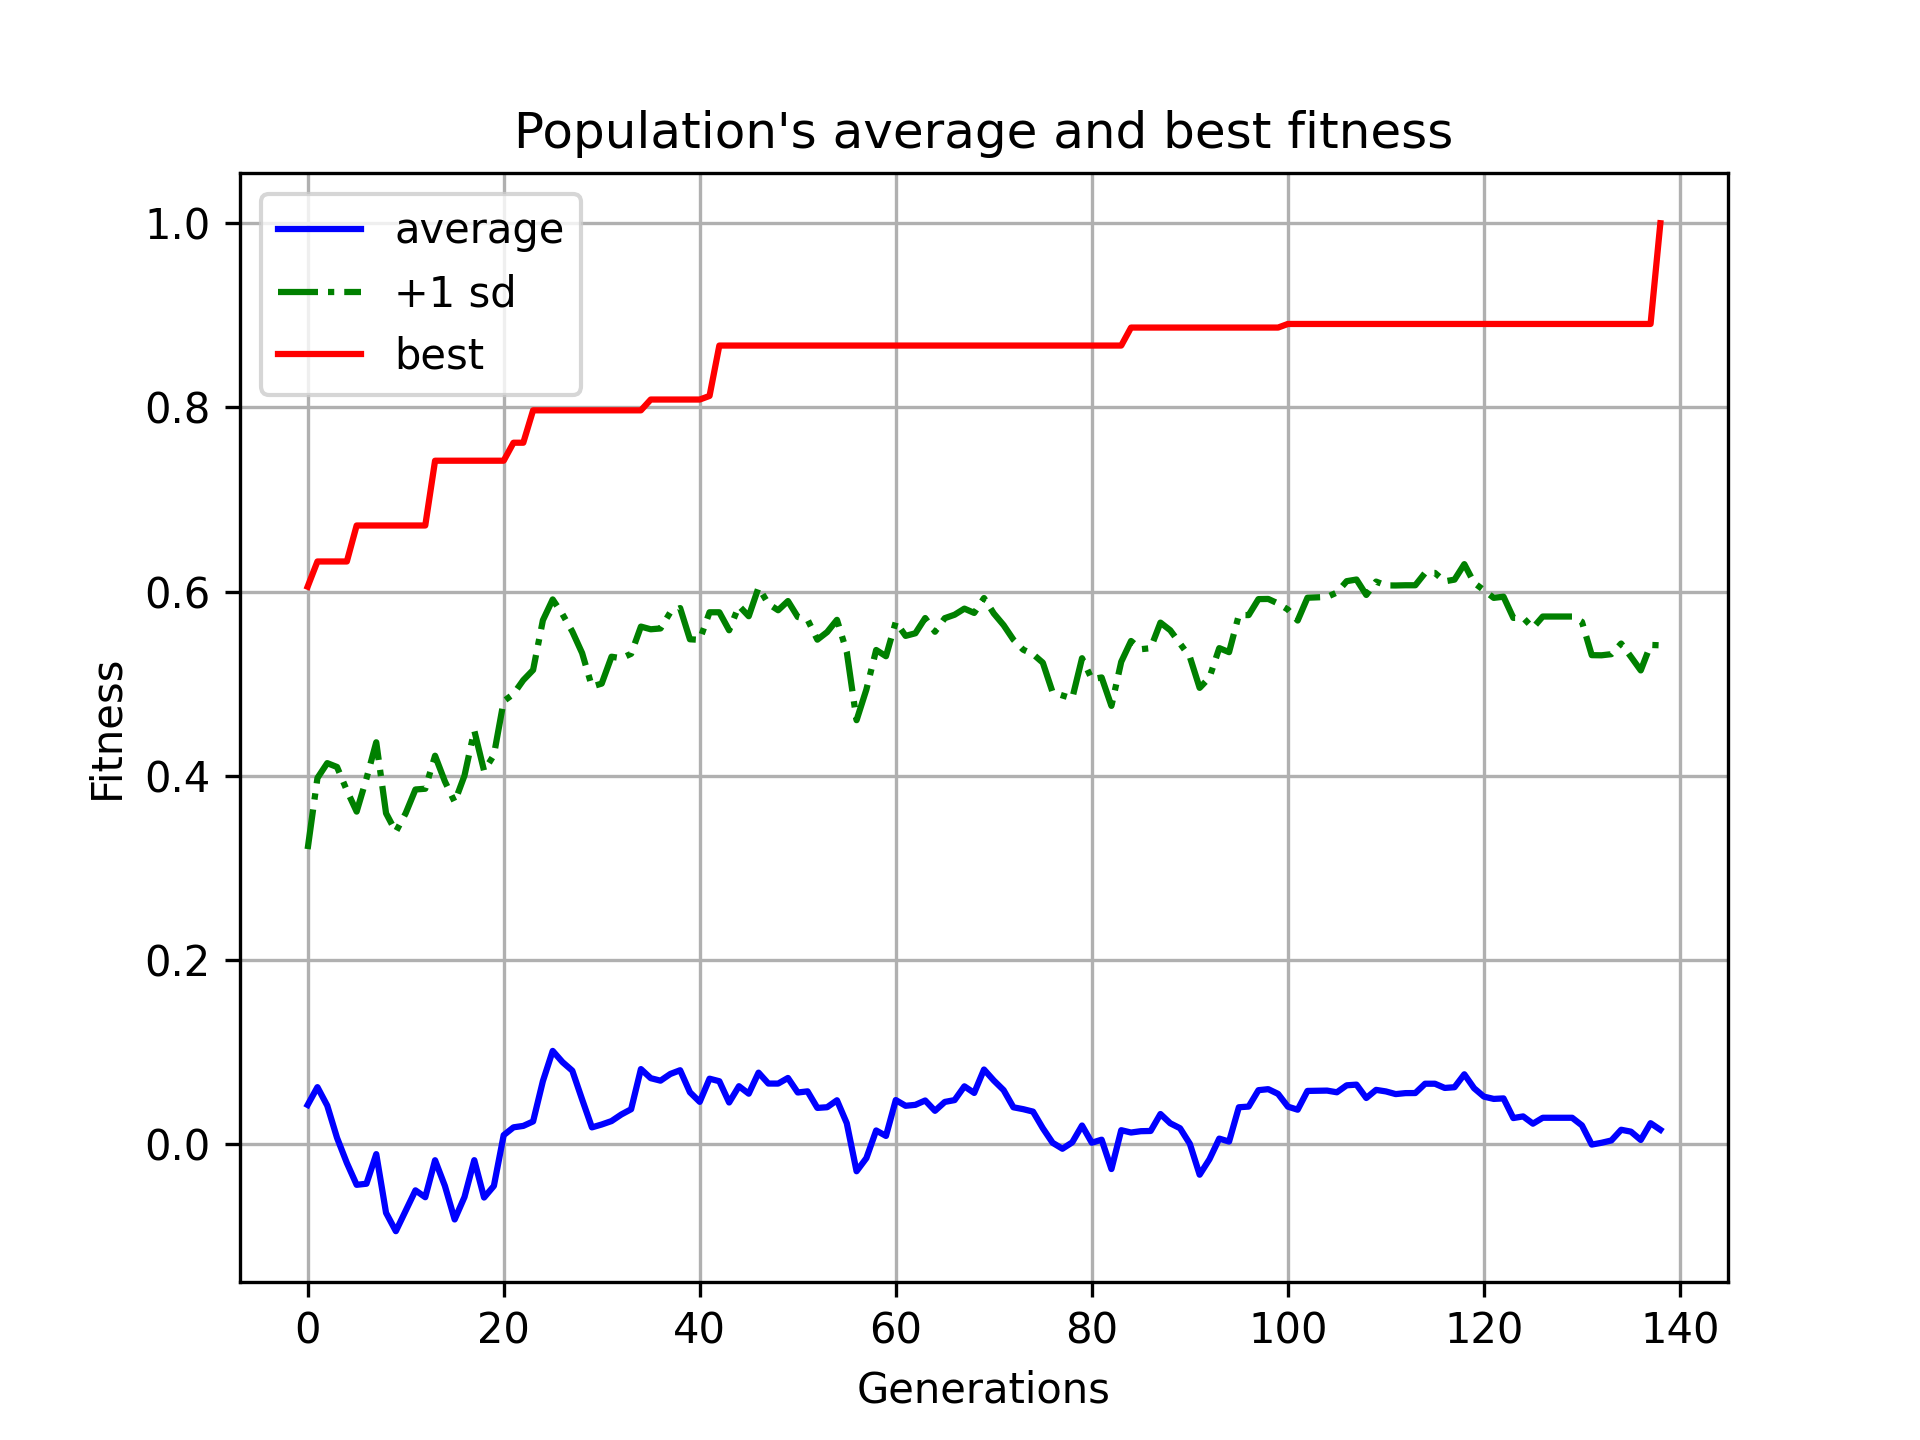 Population's average and best fitness
average
+1 sd
best
1.0
0.8
0.6
0.4
0.2
0.0
Fitness
0 20 40 60 80 100 120 140
Generations